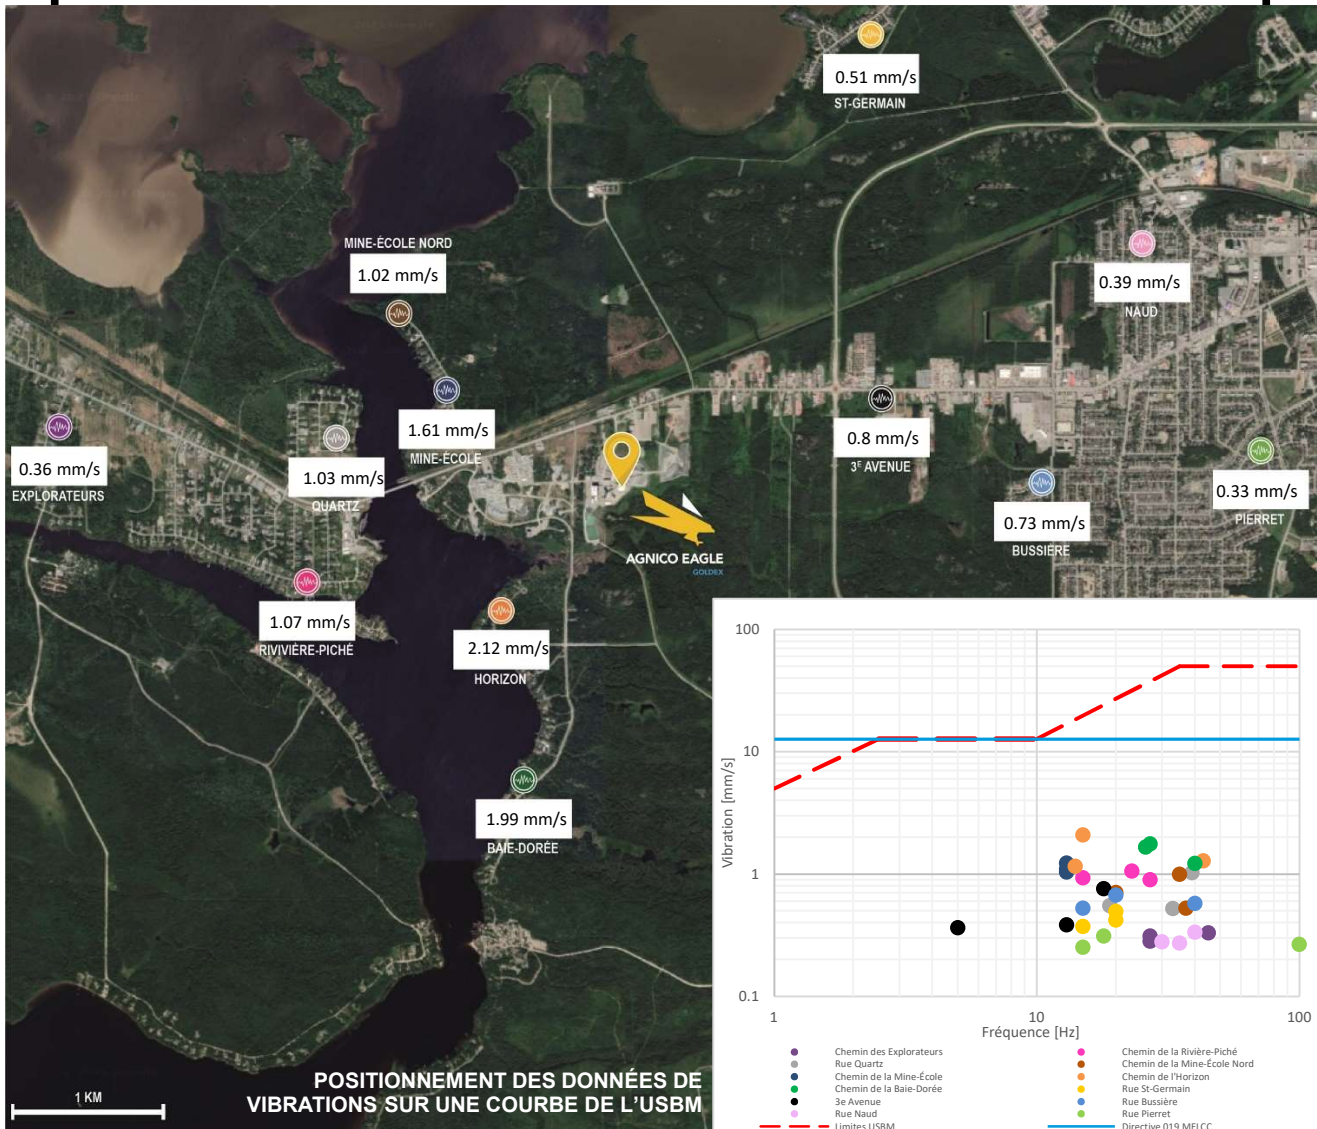 0.51 mm/s
ST-GERMAIN
MINE-ÉCOLE NORD
1.02 mm/s
0.39 mm/s
NAUD
1.61 mm/s
MINE-ÉCOLE
0.8 mm/s
3E AVENUE
0.36 mm/s
EXPLORATEURS
1.03 mm/s
QUARTZ
0.33 mm/s
PIERRET
0.73 mm/s
BUSSIÈRE
AGNICO EAGLE
GOLDEX
1.07 mm/s
RIVIVIÈRE-PICHÉ
2.12 mm/s
HORIZON
1.99 mm/s
BAIE-DORÉE
100
10
1
0.1
Vibration [mm/s]
1
10
100
Fréquence [Hz]
Chemin des Explorateurs
Chemin de la Rivière-Piché
Rue Quartz
Chemin de la Mine-École Nord
Chemin de la Mine-École
Chemin de l'Horizon
Chemin de la Baie-Dorée
Rue St-Germain
3e Avenue
Rue Bussière
Rue Naud
Rue Pierret
Limites USBM
Directive 019 MELCC
1 KM
POSITIONNEMENT DES DONNÉES DE
VIBRATIONS SUR UNE COURBE DE L'USBM